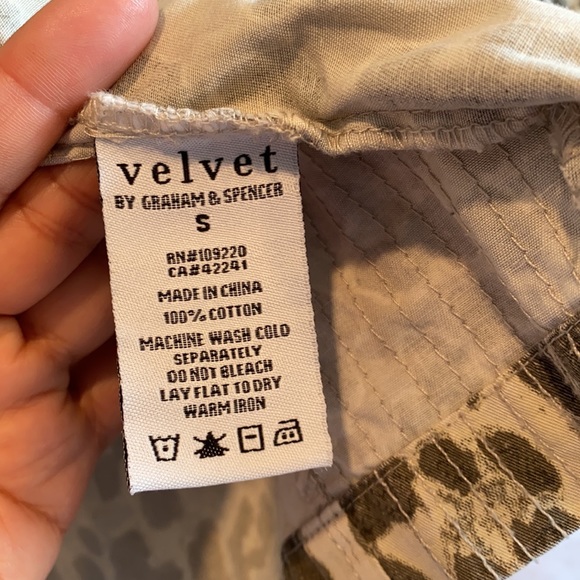 velvet
BY GRAHAM & SPENCER
S
RN#109220
CA#42241
MADE IN CHINA
100% COTTON
MACHINE WASH COLD
SEPARATELY
DO NOT BLEACH
LAY FLAT TO DRY
WARM IRON